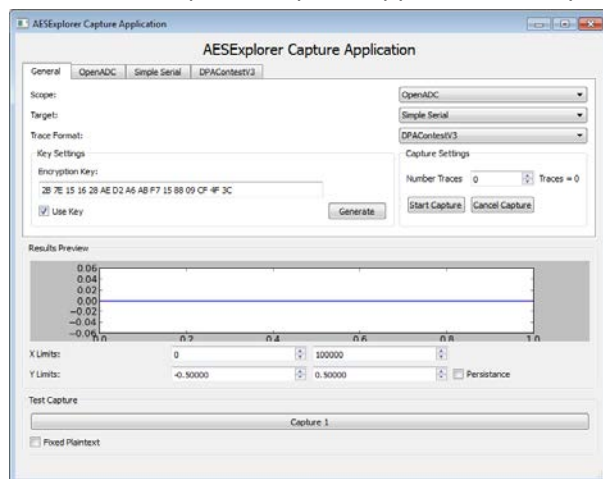 AESExplorer Capture Application
AESExplorer Capture Application
General OpenADC Simple Serial DPAContestV3
Scope: OpenADC
Target: Simple Serial
Trace Format: DPAContestV3
Key Settings Capture Settings
Encryption Key:
Number Traces 0 Traces = 0
2B 7E 15 16 28 AE D2 A6 AB F7 15 88 09 CF 4F 3C
Use Key Generate Start Capture Cancel Capture
Results Preview
0.06
0.04
0.02
0.00
−0.02
−0.04
−0.06
0.0 0.2 0.4 0.6 0.8 1.0
X Limits: 0 100000
Y Limits: -0.50000 0.50000 Persistance
Test Capture
Capture 1
Fixed Plaintext